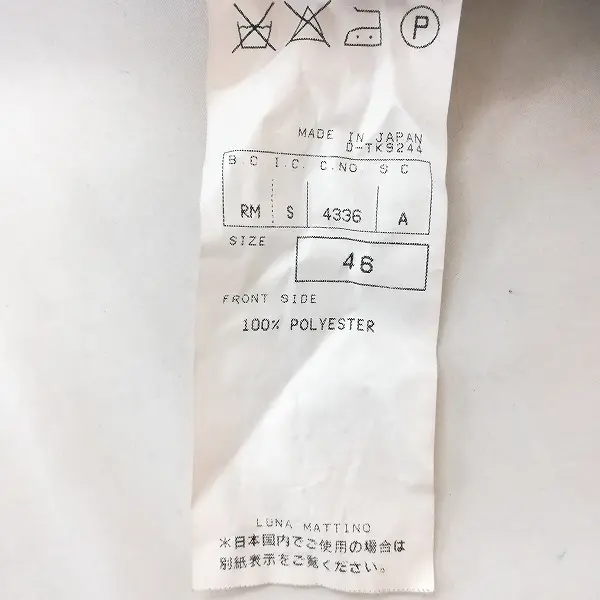 P
MADE IN JAPAN
D-TKS244
B.C I.C. C.NO S C
RM S 4336 A
SIZE 46
FRONT SIDE
100% POLYESTER
LUNA MATTINO
※日本国内でご使用の場合は
別紙表示をご覧ください。